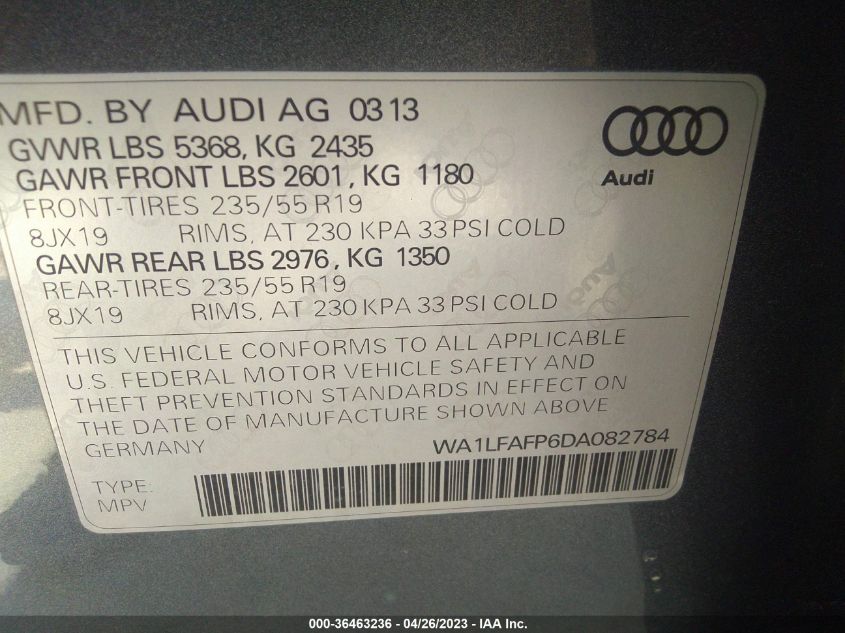 MFD. BY AUDI AG 0313
GVWR LBS 5368, KG 2435
GAWR FRONT LBS 2601, KG 1180
FRONT-TIRES 235/55 R19
8JX19 RIMS, AT 230 KPA 33 PSI COLD
GAWR REAR LBS 2976, KG 1350
REAR-TIRES 235/55 R19
8JX19 RIMS, AT 230 KPA 33 PSI COLD
Audi
THIS VEHICLE CONFORMS TO ALL APPLICABLE
U.S. FEDERAL MOTOR VEHICLE SAFETY AND
THEFT PREVENTION STANDARDS IN EFFECT ON
THE DATE OF MANUFACTURE SHOWN ABOVE
GERMANY WA1LFAFP6DA082784
TYPE:
MPV
000-36463236 - 04/26/2023 - IAA Inc.